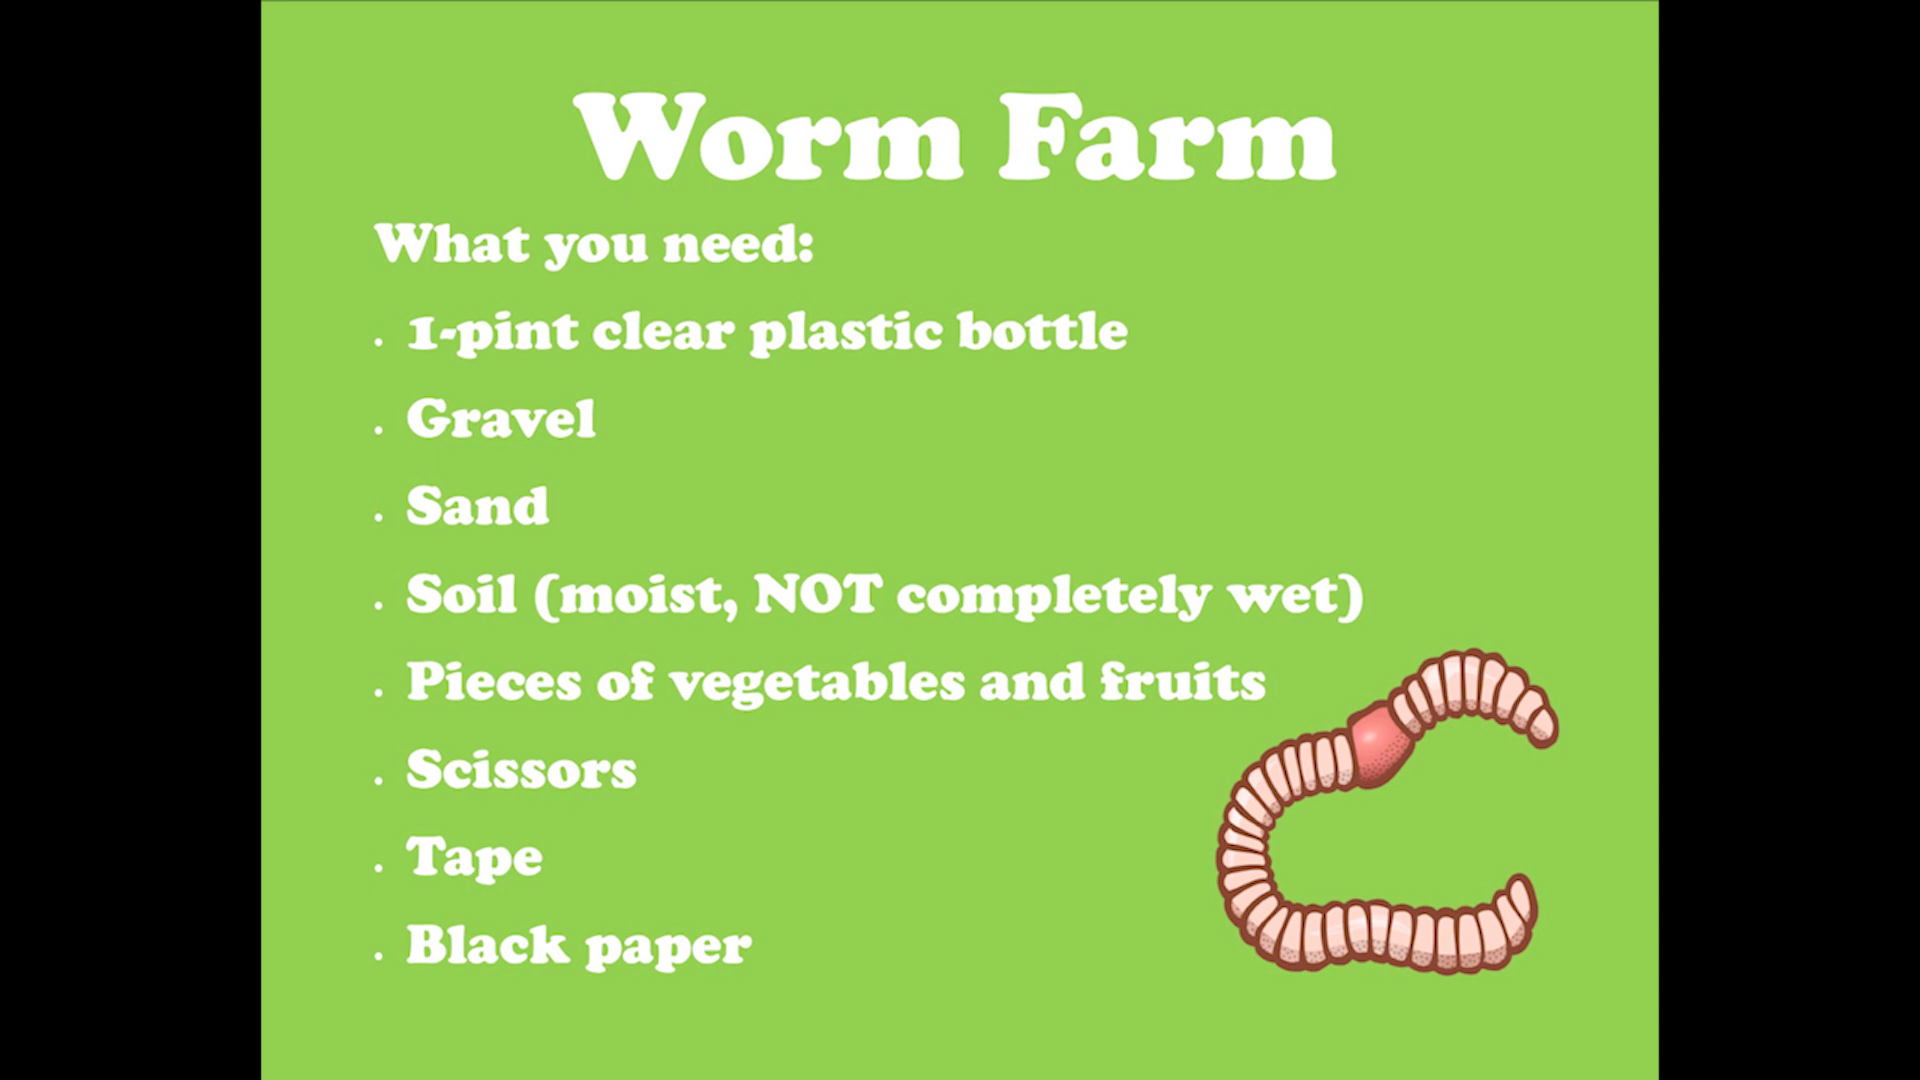 Worm Farm
What you need:
. 1-pint clear plastic bottle
. Gravel
. Sand
. Soil (moist, NOT completely wet)
. Pieces of vegetables and fruits
. Scissors
. Tape
. Black paper